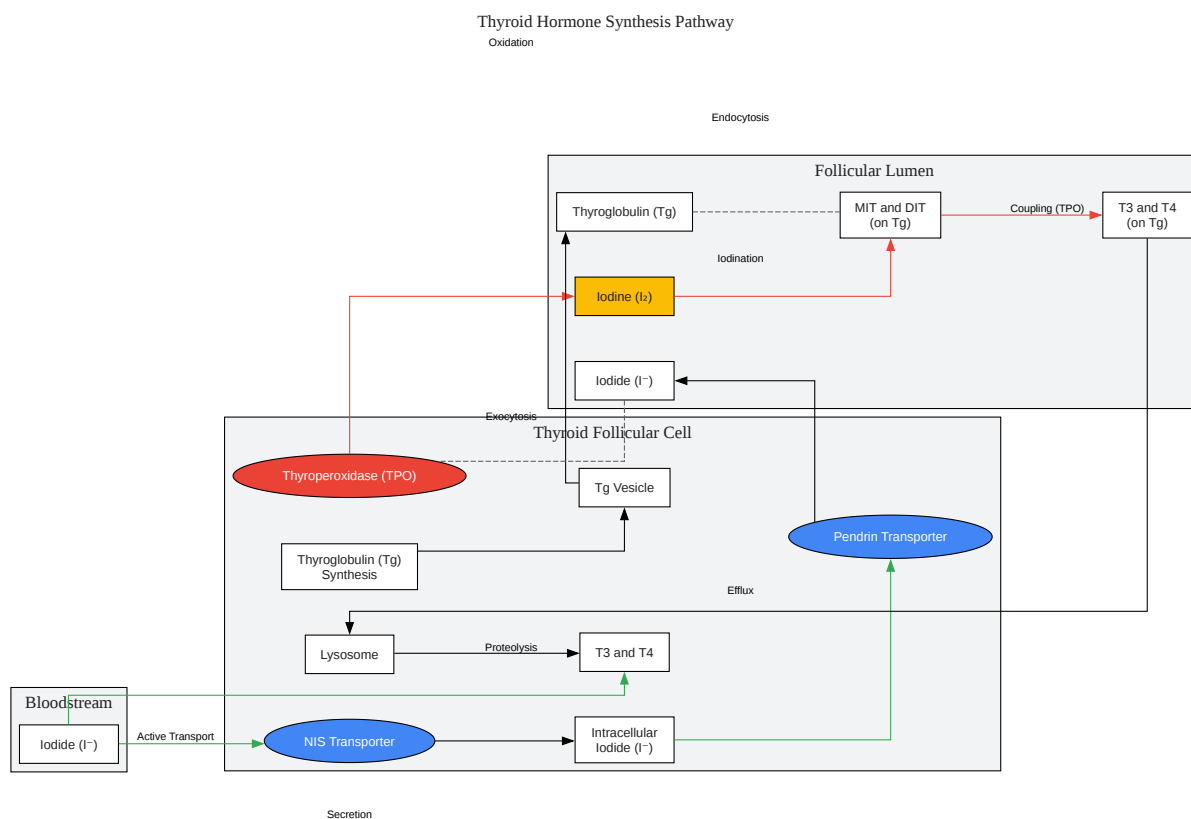 Thyroid Hormone Synthesis Pathway
Oxidation
Endocytosis
Follicular Lumen
Thyroglobulin (Tg)
MIT and DIT
(on Tg)
Coupling (TPO)
T3 and T4
(on Tg)
Iodination
Iodine (I₂)
Iodide (I⁻)
Exocytosis
Thyroid Follicular Cell
Thyroperoxidase (TPO)
Tg Vesicle
Pendrin Transporter
Thyroglobulin (Tg)
Synthesis
Efflux
Lysosome
Proteolysis
T3 and T4
Bloodstream
Iodide (I⁻)
Active Transport
NIS Transporter
Intracellular
Iodide (I⁻)
Secretion